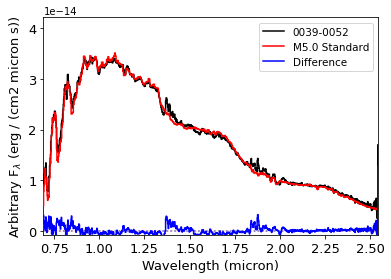 1e−14
4
3
2
1
0
Arbitrary Fλ (erg / (cm2 micron s))
0039-0052
M5.0 Standard
Difference
0.75 1.00 1.25 1.50 1.75 2.00 2.25 2.50
Wavelength (micron)